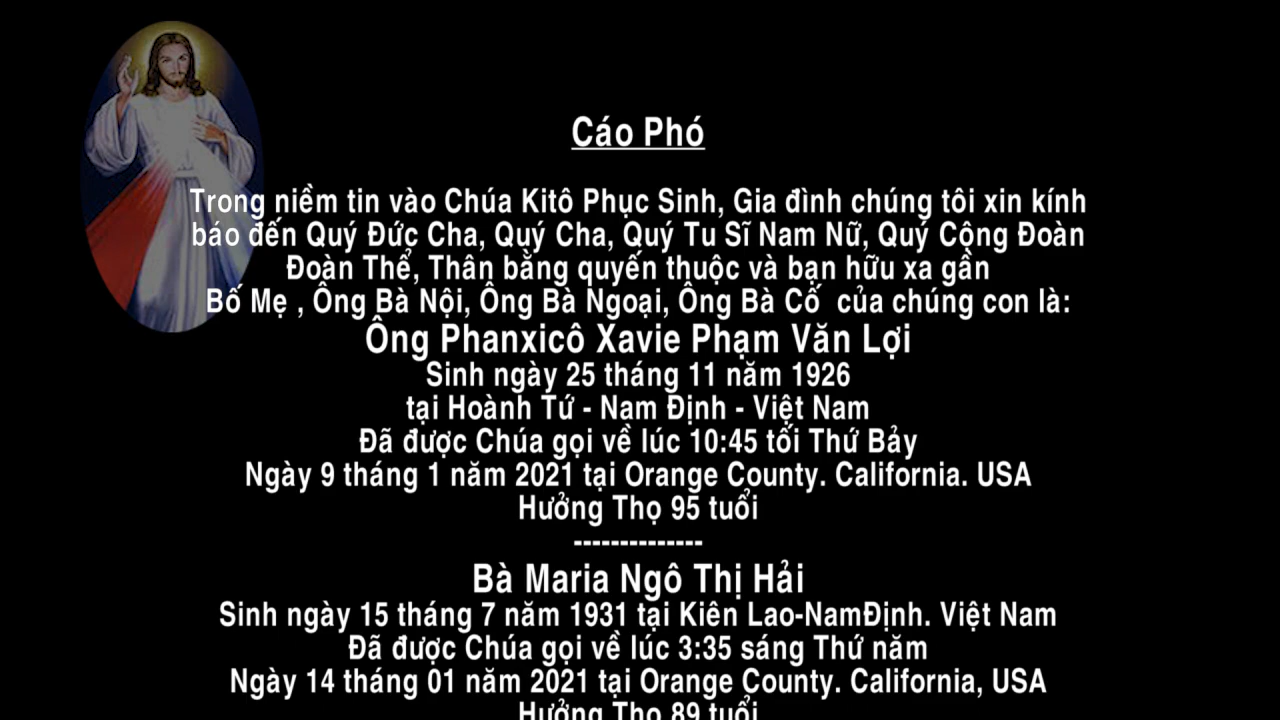 Cáo Phó
Trong niềm tin vào Chúa Kitô Phục Sinh, Gia đình chúng tôi xin kính
báo đến Quý Đức Cha, Quý Cha, Quý Tu Sĩ Nam Nữ, Quý Cộng Đoàn
Đoàn Thể, Thân bằng quyến thuộc và bạn hữu xa gần
Bố Mẹ , Ông Bà Nội, Ông Bà Ngoại, Ông Bà Cố của chúng con là:
Ông Phanxicô Xavie Phạm Văn Lợi
Sinh ngày 25 tháng 11 năm 1926
tại Hoành Tứ - Nam Định - Việt Nam
Đã được Chúa gọi về lúc 10:45 tối Thứ Bảy
Ngày 9 tháng 1 năm 2021 tại Orange County. California. USA
Hưởng Thọ 95 tuổi
--------------
Bà Maria Ngô Thị Hải
Sinh ngày 15 tháng 7 năm 1931 tại Kiên Lao-NamĐịnh. Việt Nam
Đã được Chúa gọi về lúc 3:35 sáng Thứ năm
Ngày 14 tháng 01 năm 2021 tại Orange County. California, USA
Hưởng Thọ 89 tuổi